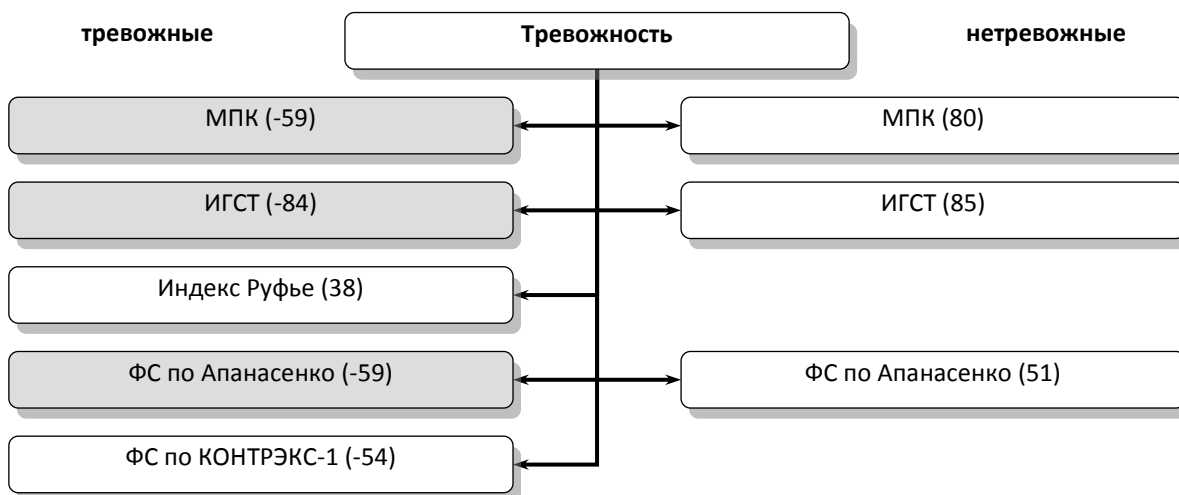 тревожные
Тревожность
нетревожные
МПК (-59)
МПК (80)
ИГСТ (-84)
ИГСТ (85)
Индекс Руфье (38)
ФС по Апанасенко (-59)
ФС по Апанасенко (51)
ФС по КОНТРЭКС-1 (-54)